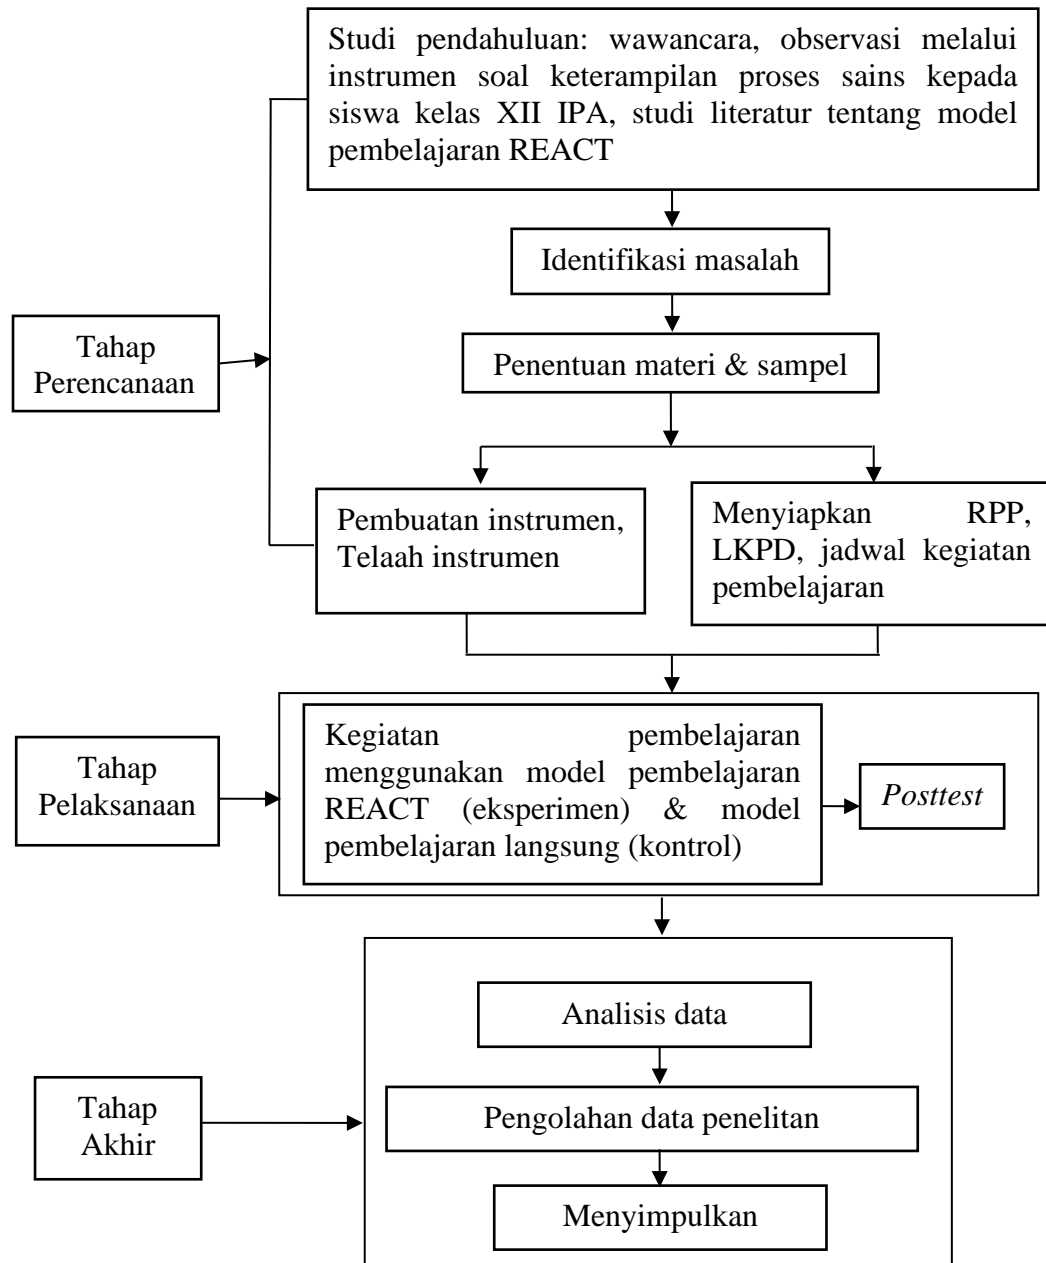 Studi pendahuluan: wawancara, observasi melalui
instrumen soal keterampilan proses sains kepada
siswa kelas XII IPA, studi literatur tentang model
pembelajaran REACT
Identifikasi masalah
Tahap
Perencanaan
Penentuan materi & sampel
Pembuatan instrumen,
Telaah instrumen
Menyiapkan RPP,
LKPD, jadwal kegiatan
pembelajaran
Tahap
Pelaksanaan
Kegiatan pembelajaran
menggunakan model pembelajaran
REACT (eksperimen) & model
pembelajaran langsung (kontrol)
Posttest
Tahap
Akhir
Analisis data
Pengolahan data penelitan
Menyimpulkan